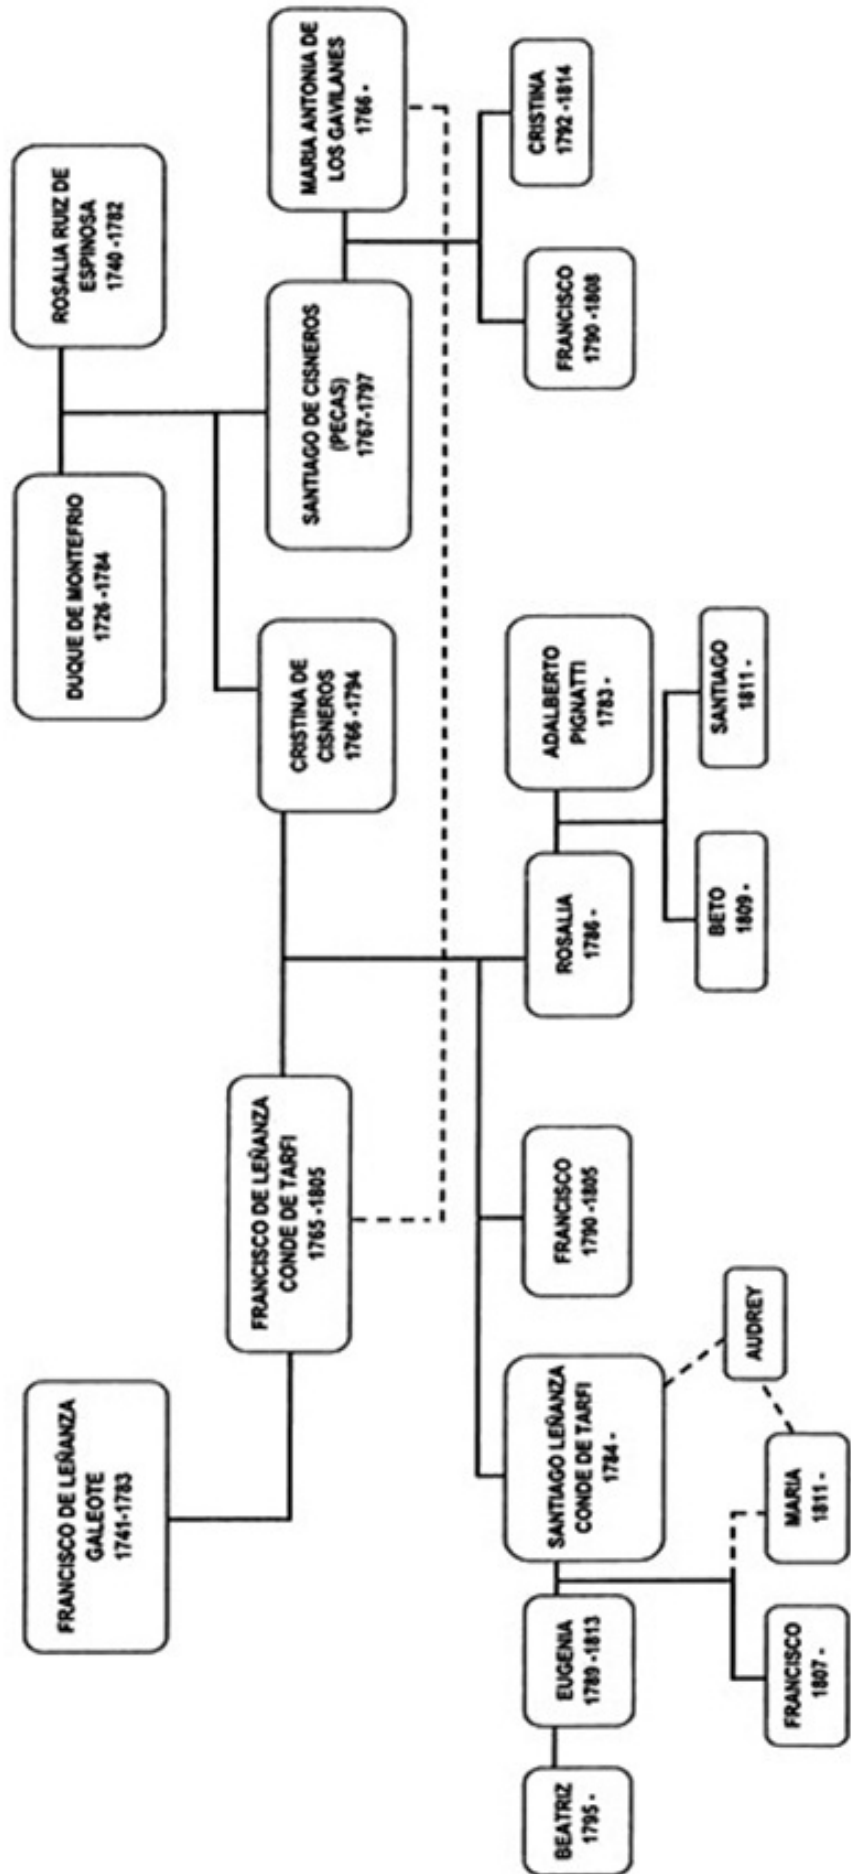 FRANCISCO DE LEÑANZA
GALEOTE
1741-1783
DUQUE DE MONTEFRIO
1726 -1784
ROSALIA RUIZ DE
ESPINOSA
1740 -1782
FRANCISCO DE LEÑANZA
CONDE DE TARFI
1765 -1805
CRISTINA DE
CISNEROS
1766 -1794
SANTIAGO DE CISNEROS
(PECAS)
1767-1797
MARIA ANTONIA DE
LOS GAVILANES
1766 -
BEATRIZ
1795 -
EUGENIA
1789 -1813
SANTIAGO LEÑANZA
CONDE DE TARFI
1784 -
FRANCISCO
1790 -1805
ROSALIA
1786 -
ADALBERTO
PIGNATTI
1783 -
FRANCISCO
1790 -1808
CRISTINA
1792 -1814
FRANCISCO
1807 -
MARIA
1811 -
AUDREY
BETO
1809 -
SANTIAGO
1811 -